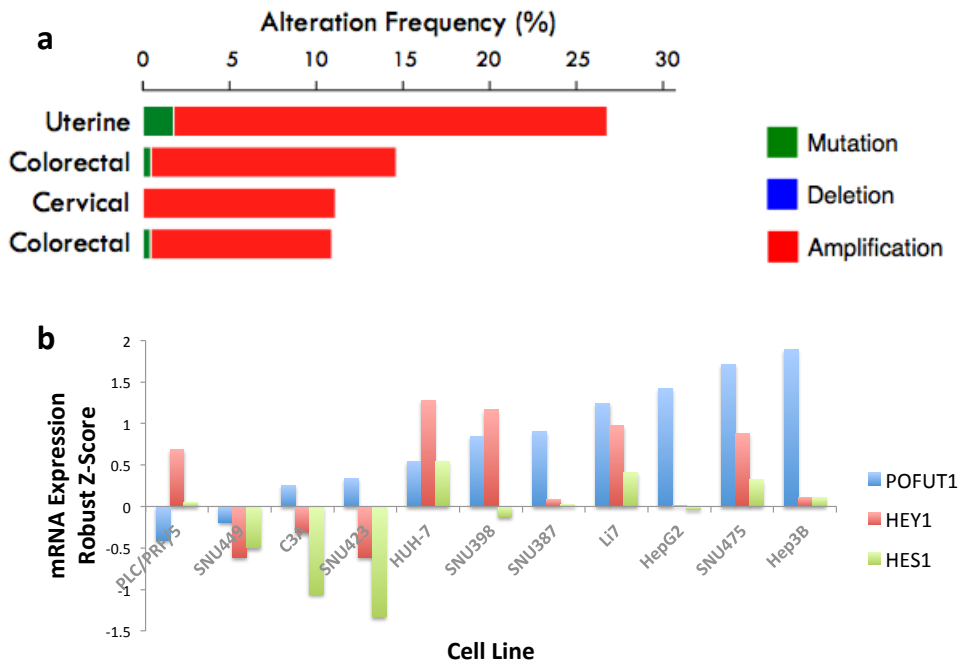 a
Alteration Frequency (%)
0 5 10 15 20 25 30
Uterine
Colorectal
Cervical
Colorectal
Mutation
Deletion
Amplification
b
mRNA Expression
Robust Z-Score
2
1.5
1
0.5
0
-0.5
-1
-1.5
PLC/PRF/5 SNU449 C3A SNU423 HUH-7 SNU398 SNU387 Li7 HepG2 SNU475 Hep3B
Cell Line
POFUT1
HEY1
HES1